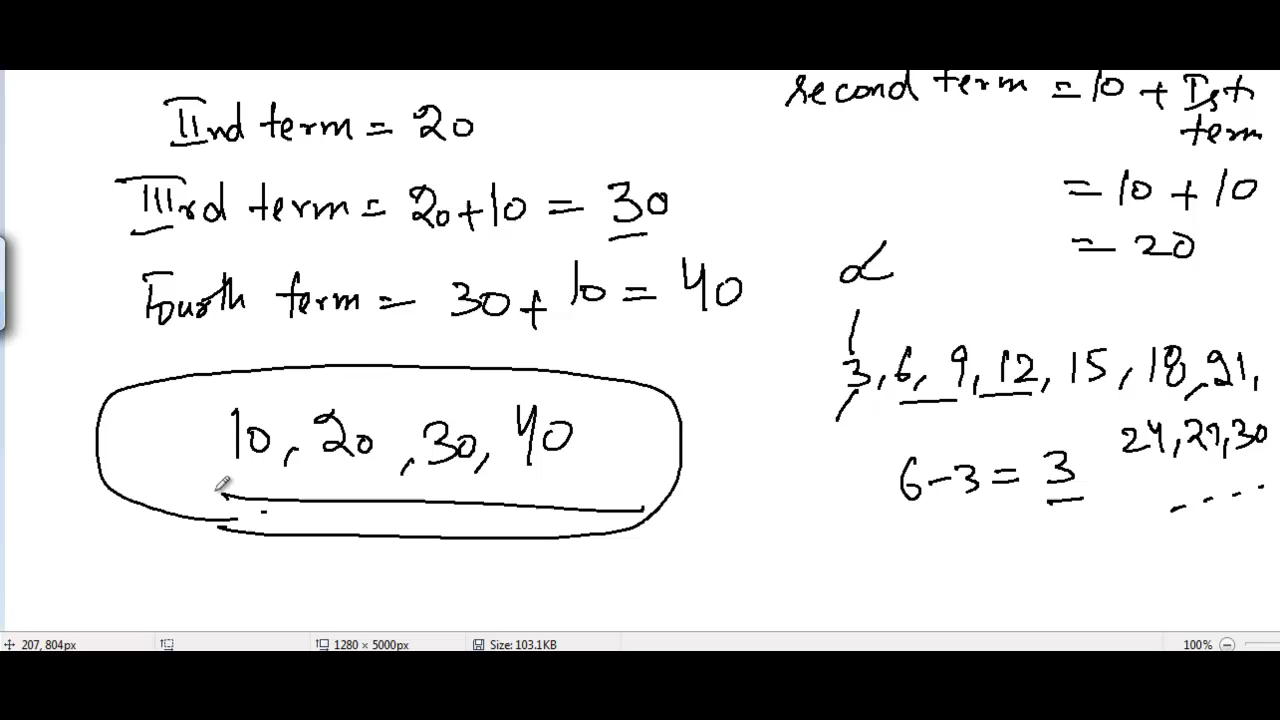 IInd term = 20
IIIrd term = 20+10 = 30
Fourth term = 30+10 = 40
10, 20, 30, 40
second term = 10 + Ist
term
= 10 + 10
= 20
3, 6, 9, 12, 15, 18, 21,
24, 27, 30
....
6-3 = 3
207, 804px
1280 × 5000px
Size: 103.1KB
100%